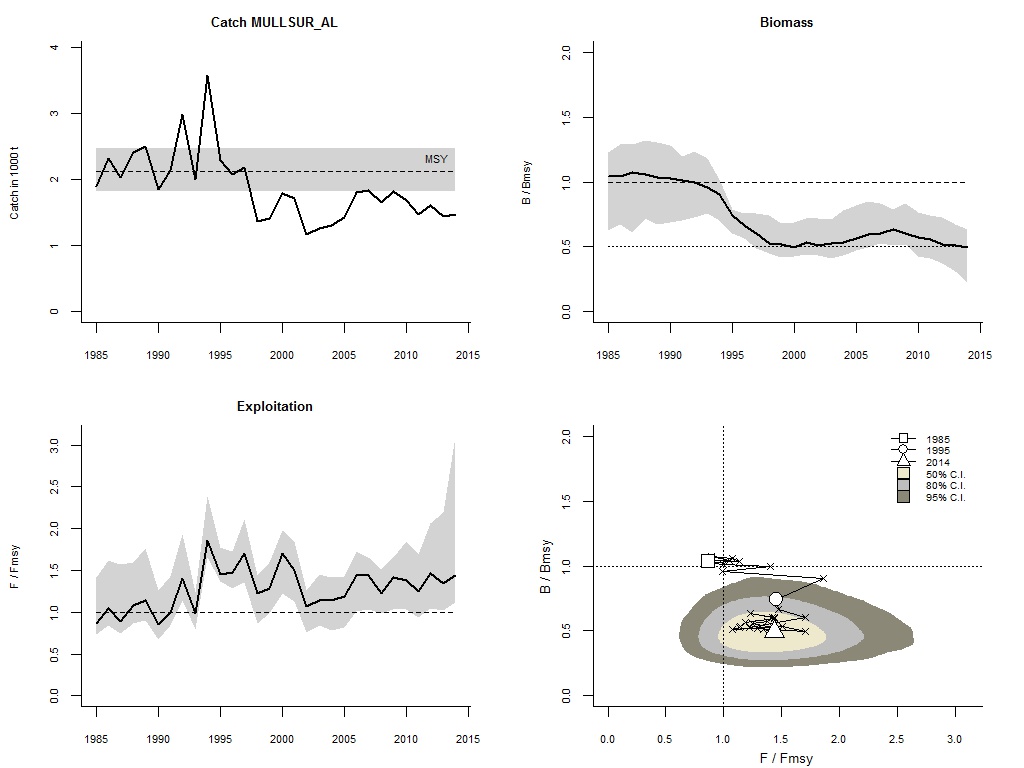 Catch MULLSUR_AL
Catch in 1000 t
4
3
2
1
0
MSY
1985 1990 1995 2000 2005 2010 2015
Biomass
B / Bmsy
2.0
1.5
1.0
0.5
0.0
1985 1990 1995 2000 2005 2010 2015
Exploitation
F / Fmsy
3.0
2.5
2.0
1.5
1.0
0.5
0.0
1985 1990 1995 2000 2005 2010 2015
B / Bmsy
2.0
1.5
1.0
0.5
0.0
1985
1995
2014
50% C.I.
80% C.I.
95% C.I.
0.0 0.5 1.0 1.5 2.0 2.5 3.0
F / Fmsy